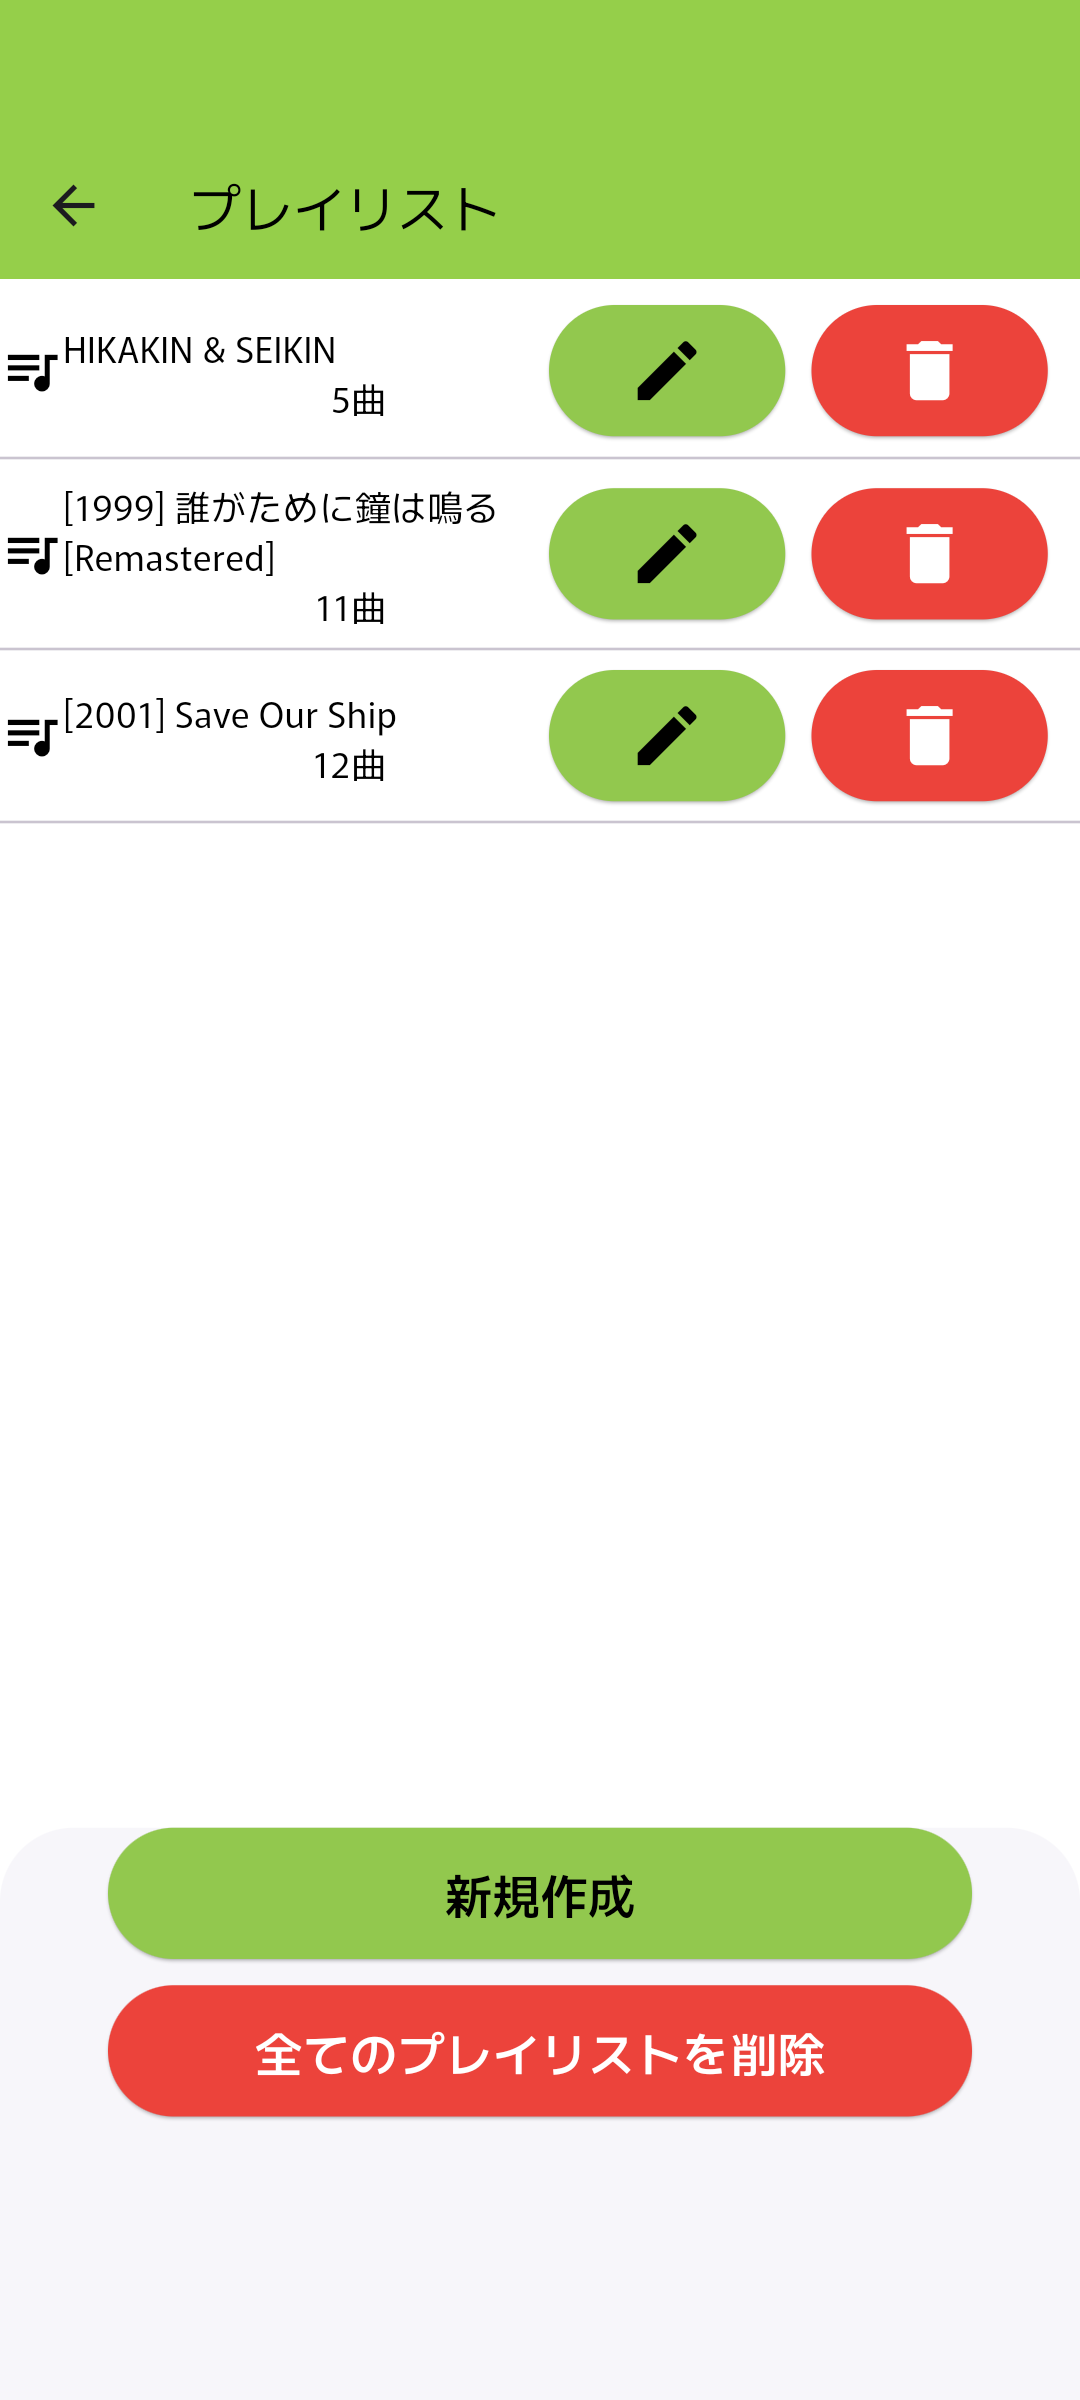 プレイリスト
HIKAKIN & SEIKIN
5曲
[1999] 誰がために鐘は鳴る
[Remastered]
11曲
[2001] Save Our Ship
12曲
新規作成
全てのプレイリストを削除